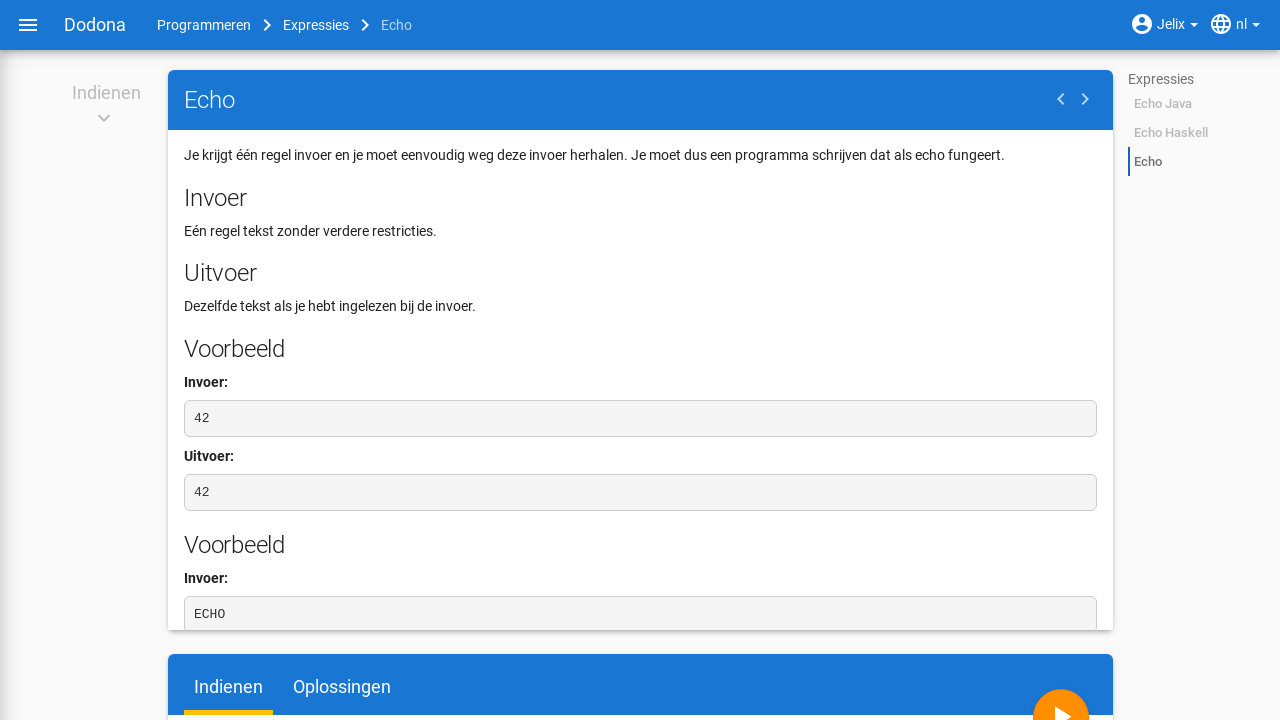 Dodona Programmeren Expressies Echo Jelix nl
Indienen
Echo
Je krijgt één regel invoer en je moet eenvoudig weg deze invoer herhalen. Je moet dus een programma schrijven dat als echo fungeert.
Invoer
Eén regel tekst zonder verdere restricties.
Uitvoer
Dezelfde tekst als je hebt ingelezen bij de invoer.
Voorbeeld
Invoer:
42
Uitvoer:
42
Voorbeeld
Invoer:
ECHO
Indienen Oplossingen
Expressies
Echo Java
Echo Haskell
Echo